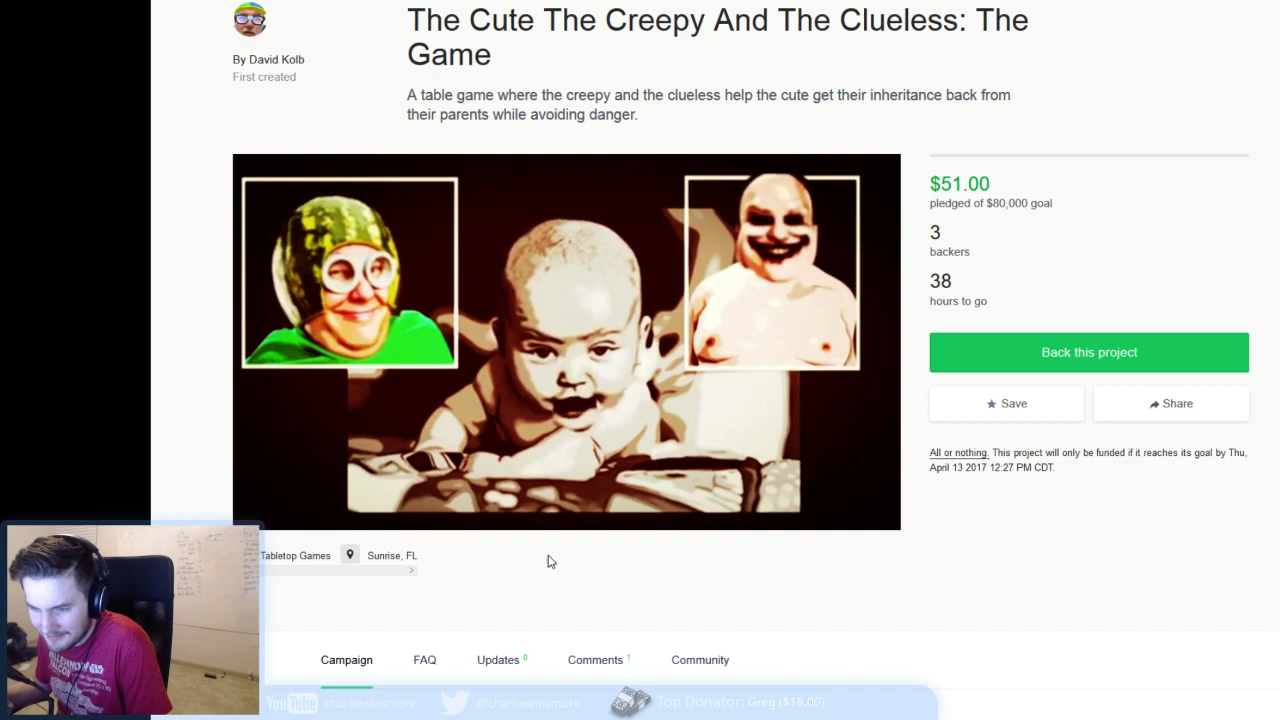 The Cute The Creepy And The Clueless: The
Game
By David Kolb
First created
A table game where the creepy and the clueless help the cute get their inheritance back from
their parents while avoiding danger.
$51.00
pledged of $80,000 goal
3
backers
38
hours to go
Back this project
Save
Share
All or nothing. This project will only be funded if it reaches its goal by Thu,
April 13 2017 12:27 PM CDT.
Tabletop Games
Sunrise, FL
Campaign
FAQ
Updates 0
Comments 1
Community
YouTube
charliewinsmore
@charliewinsmore
Top Donator: Greg ($18.00)